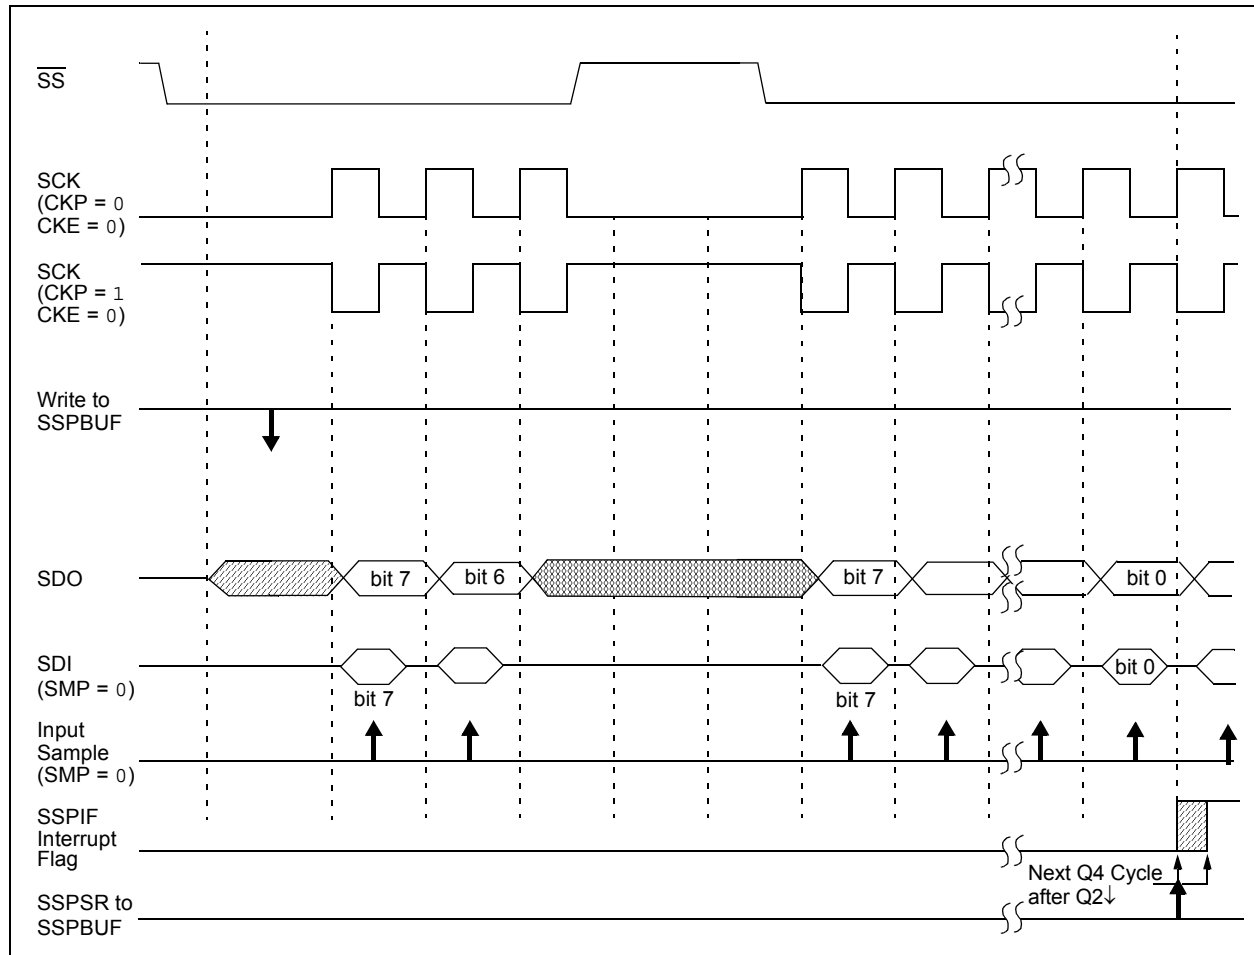 SS
SCK
(CKP = 0
CKE = 0)
SCK
(CKP = 1
CKE = 0)
Write to
SSPBUF
SDO
bit 7
bit 6
bit 7
bit 0
SDI
(SMP = 0)
bit 7
bit 7
bit 0
Input
Sample
(SMP = 0)
SSPIF
Interrupt
Flag
Next Q4 Cycle
after Q2↓
SSPSR to
SSPBUF